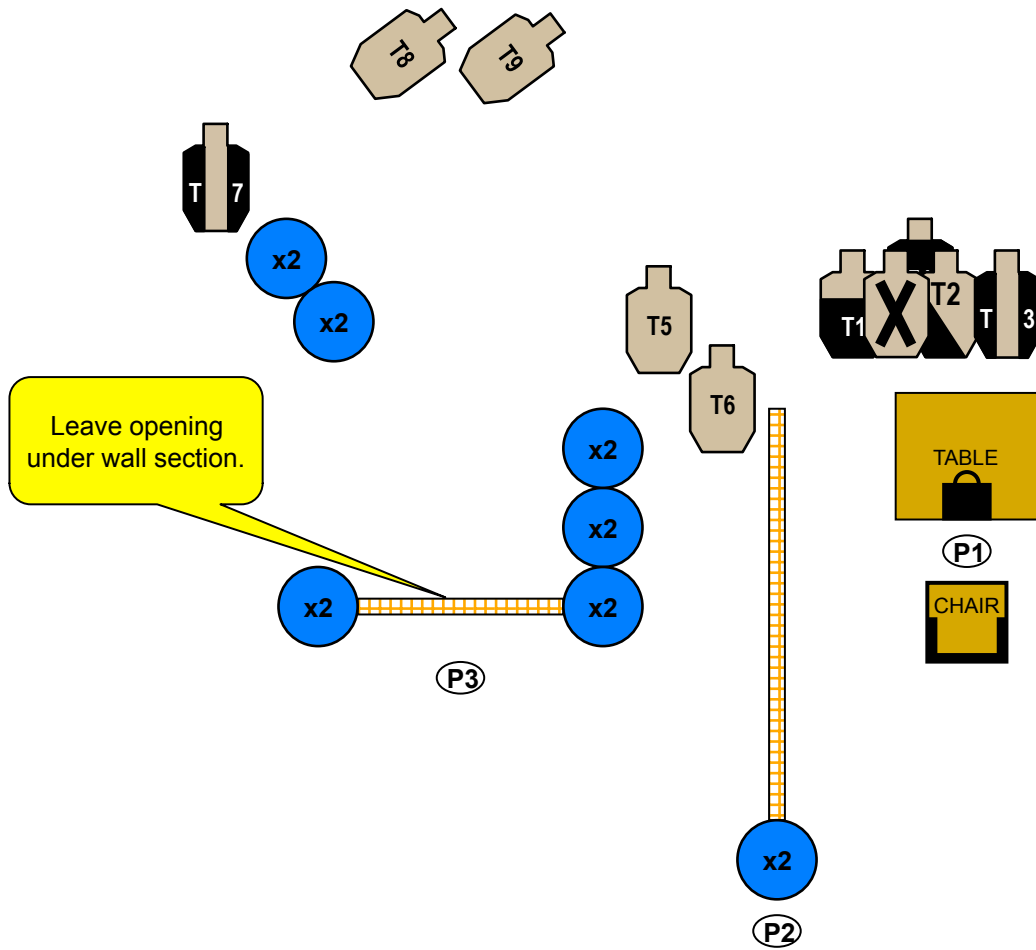 T8
T9
T 7
x2
x2
T5
T6
T1
X
T2
T 3
Leave opening
under wall section.
TABLE
x2
x2
P1
x2
x2
CHAIR
P3
x2
P2